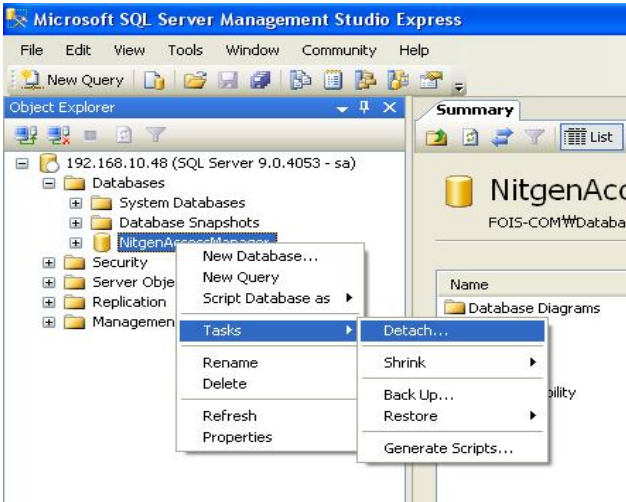 Microsoft SQL Server Management Studio Express
File Edit View Tools Window Community Help
New Query
Object Explorer
Summary
List
192.168.10.48 (SQL Server 9.0.4053 - sa)
Databases
System Databases
Database Snapshots
NitgenAccessManager
Security
Server Obje
Replication
Managemen
NitgenAcc
FOIS-COM₩Databa
Name
Database Diagrams
bility
New Database...
New Query
Script Database as
Tasks
Rename
Delete
Refresh
Properties
Detach...
Shrink
Back Up...
Restore
Generate Scripts...